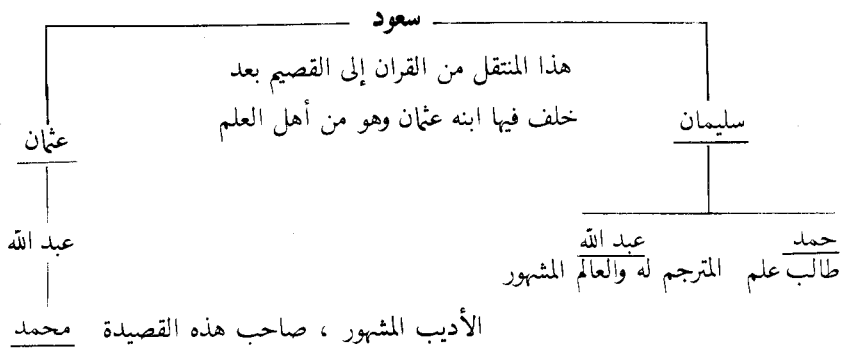 سعود
هذا المنتقل من القران إلى القصيم بعد
خلف فيها ابنه عثمان وهو من أهل العلم
سليمان
عثمان
حمد
عبد الله
عبد الله
طالب علم
المترجم له والعالم المشهور
محمد
الأديب المشهور ، صاحب هذه القصيدة